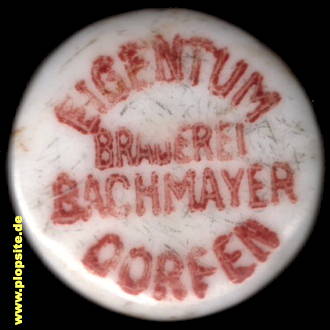 EIGENTUM
BRAUEREI
BACHMAYER
DORFEN
www.plopsite.de